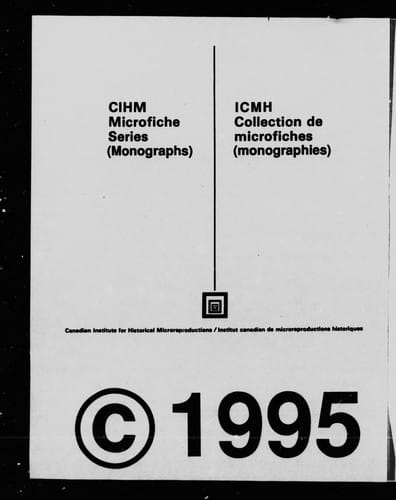 CIHM
Microfiche
Series
(Monographs)
ICMH
Collection de
microfiches
(monographies)
Canadian Institute for Historical Microreproductions / Institut canadien de microreproductions historiques
© 1995